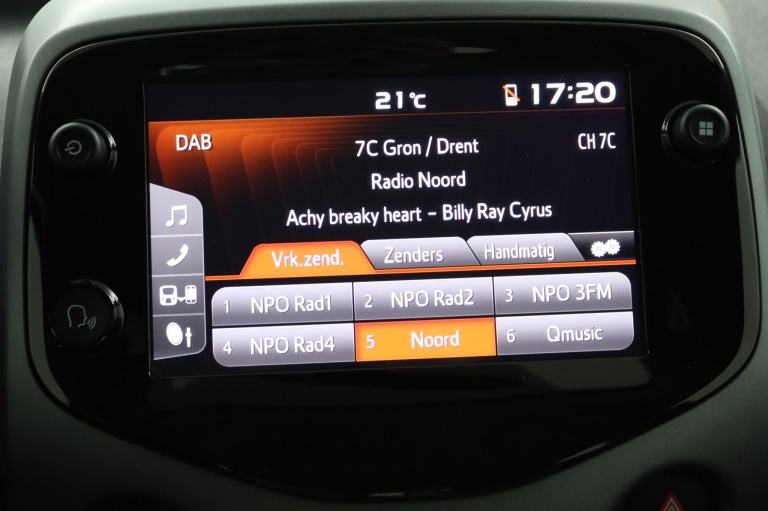 21°C 17:20
DAB 7C Gron / Drent CH 7C
Radio Noord
Achy breaky heart - Billy Ray Cyrus
Vrk.zend. Zenders Handmatig
1 NPO Rad1 2 NPO Rad2 3 NPO 3FM
4 NPO Rad4 5 Noord 6 Qmusic